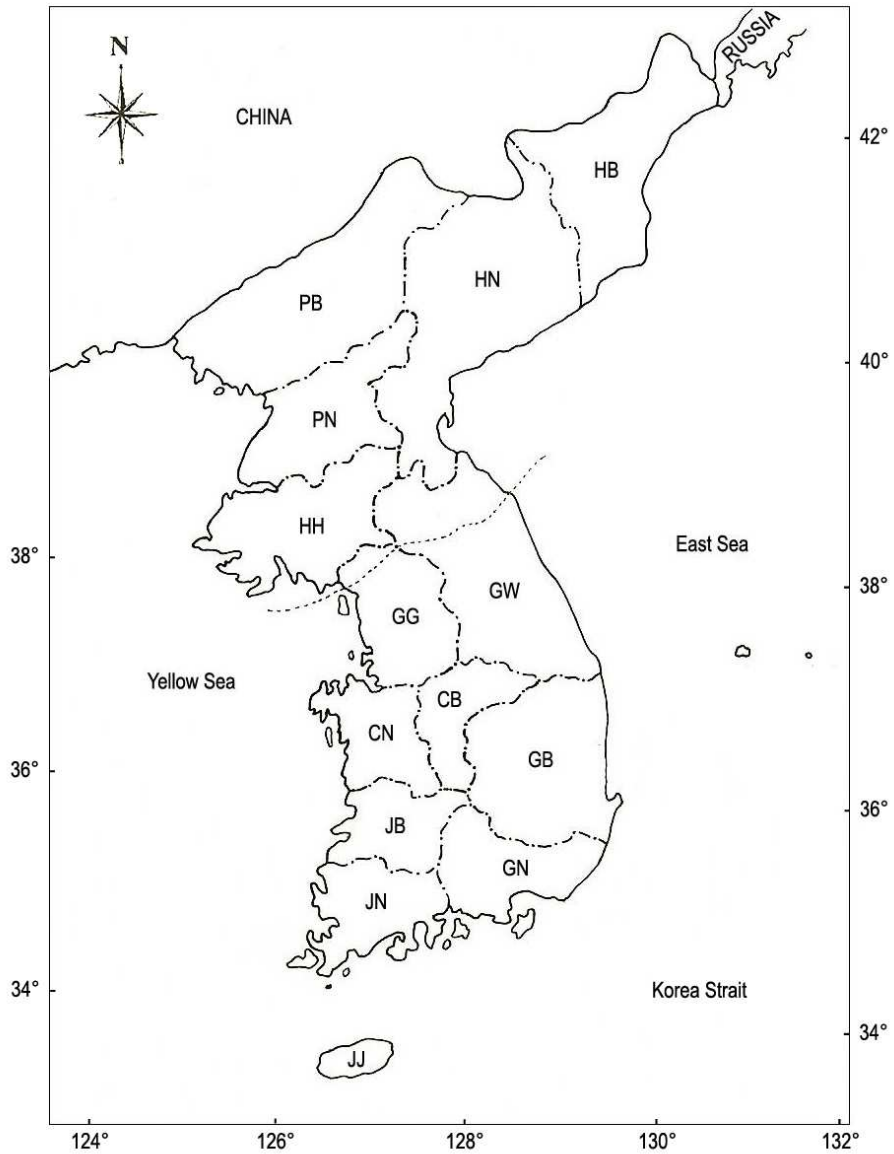 RUSSIA
N
CHINA
42°
HB
HN
PB
40°
PN
HH
East Sea
38°
38°
GW
GG
Yellow Sea
CB
CN
GB
36°
36°
JB
GN
JN
34°
Korea Strait
34°
JJ
124°
126°
128°
130°
132°